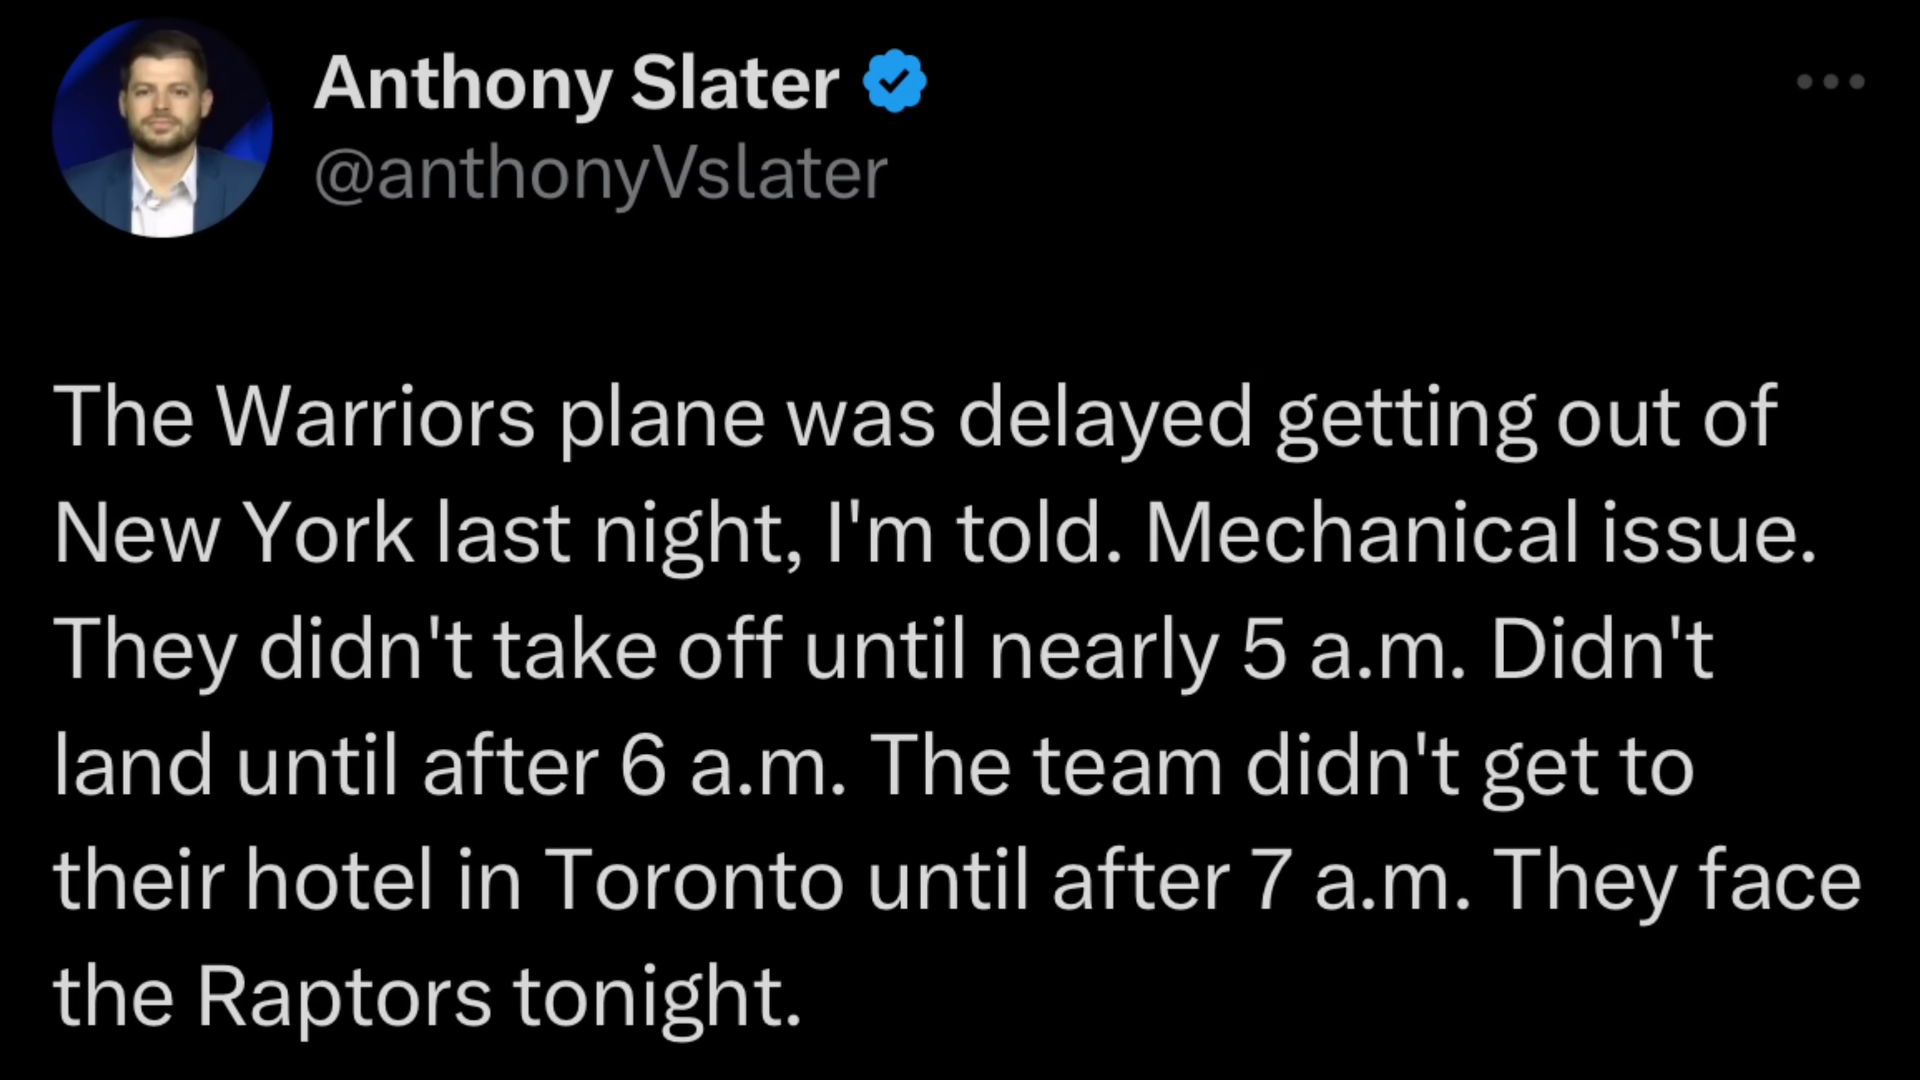 Anthony Slater
@anthonyVslater
The Warriors plane was delayed getting out of
New York last night, I'm told. Mechanical issue.
They didn't take off until nearly 5 a.m. Didn't
land until after 6 a.m. The team didn't get to
their hotel in Toronto until after 7 a.m. They face
the Raptors tonight.